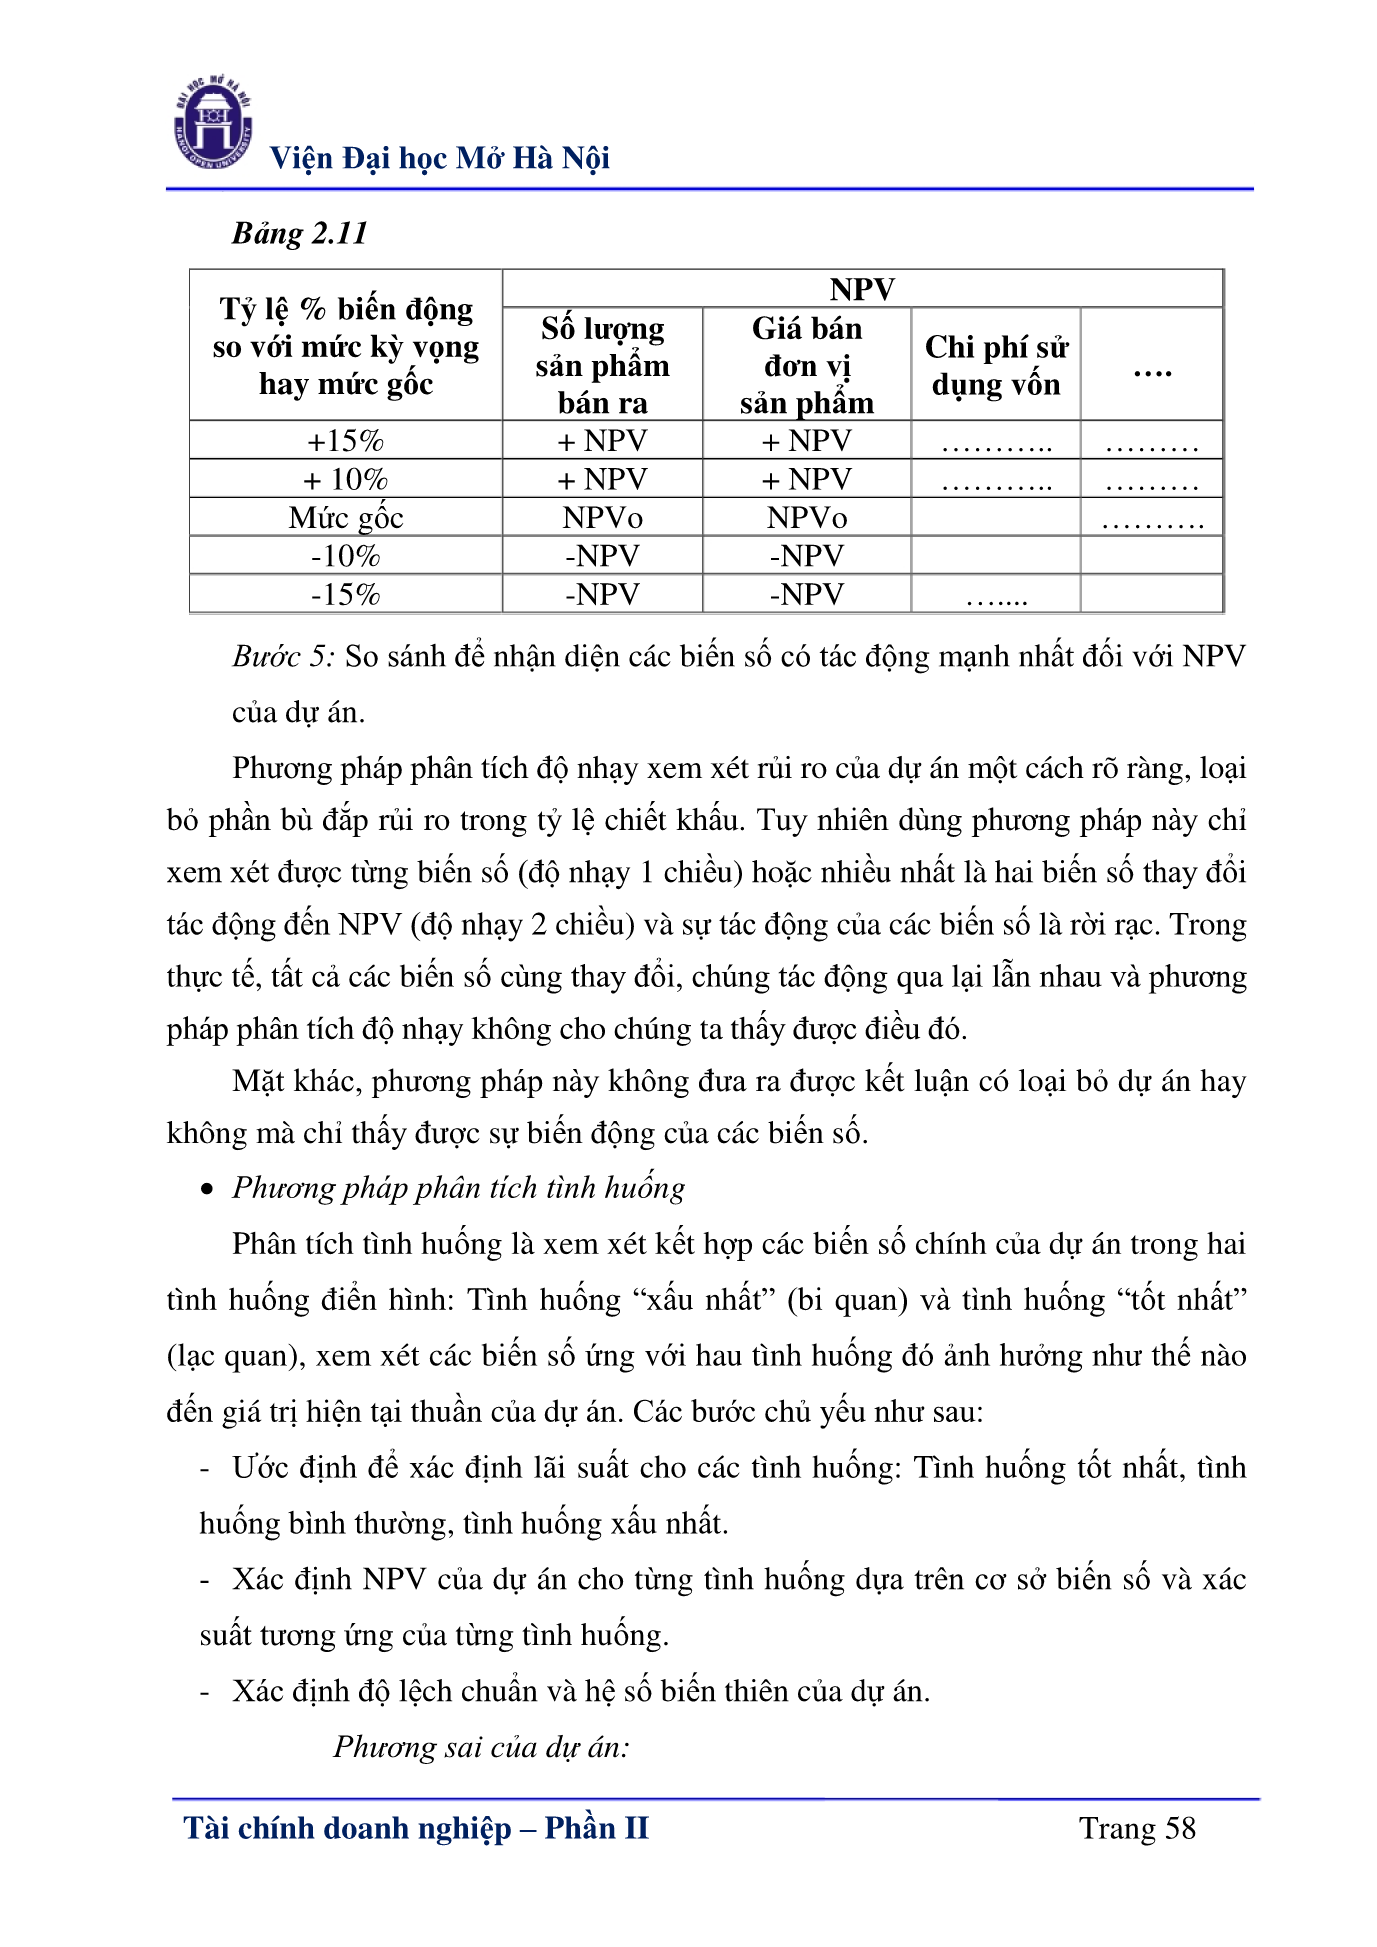 ĐẠI HỌC MỞ HÀ NỘI
HANOI OPEN UNIVERSITY
Viện Đại học Mở Hà Nội
Bảng 2.11
Tỷ lệ % biến động so với mức kỳ vọng hay mức gốc
NPV
Số lượng sản phẩm bán ra
Giá bán đơn vị sản phẩm
Chi phí sử dụng vốn
….
+15% + NPV + NPV ……….. ………
+ 10% + NPV + NPV ……….. ………
Mức gốc NPVo NPVo ……….
-10% -NPV -NPV
-15% -NPV -NPV …....
Bước 5: So sánh để nhận diện các biến số có tác động mạnh nhất đối với NPV
của dự án.
Phương pháp phân tích độ nhạy xem xét rủi ro của dự án một cách rõ ràng, loại
bỏ phần bù đắp rủi ro trong tỷ lệ chiết khấu. Tuy nhiên dùng phương pháp này chỉ
xem xét được từng biến số (độ nhạy 1 chiều) hoặc nhiều nhất là hai biến số thay đổi
tác động đến NPV (độ nhạy 2 chiều) và sự tác động của các biến số là rời rạc. Trong
thực tế, tất cả các biến số cùng thay đổi, chúng tác động qua lại lẫn nhau và phương
pháp phân tích độ nhạy không cho chúng ta thấy được điều đó.
Mặt khác, phương pháp này không đưa ra được kết luận có loại bỏ dự án hay
không mà chỉ thấy được sự biến động của các biến số.
• Phương pháp phân tích tình huống
Phân tích tình huống là xem xét kết hợp các biến số chính của dự án trong hai
tình huống điển hình: Tình huống “xấu nhất” (bi quan) và tình huống “tốt nhất”
(lạc quan), xem xét các biến số ứng với hau tình huống đó ảnh hưởng như thế nào
đến giá trị hiện tại thuần của dự án. Các bước chủ yếu như sau:
- Ước định để xác định lãi suất cho các tình huống: Tình huống tốt nhất, tình
huống bình thường, tình huống xấu nhất.
- Xác định NPV của dự án cho từng tình huống dựa trên cơ sở biến số và xác
suất tương ứng của từng tình huống.
- Xác định độ lệch chuẩn và hệ số biến thiên của dự án.
Phương sai của dự án:
Tài chính doanh nghiệp – Phần II Trang 58